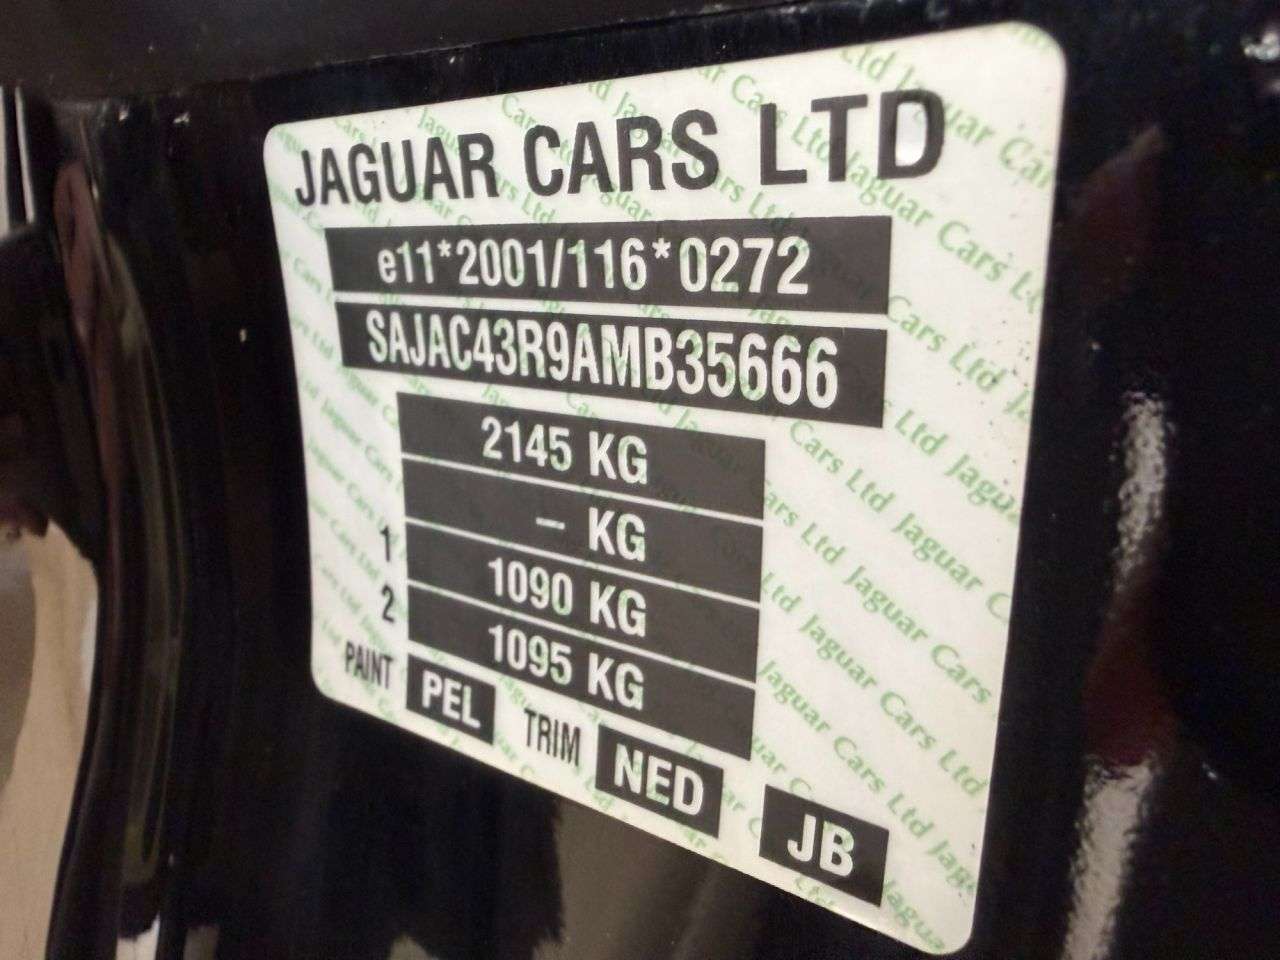 JAGUAR CARS LTD
e11*2001/116*0272
SAJAC43R9AMB35666
2145 KG
– KG
1 1090 KG
2 1095 KG
PAINT PEL TRIM NED JB